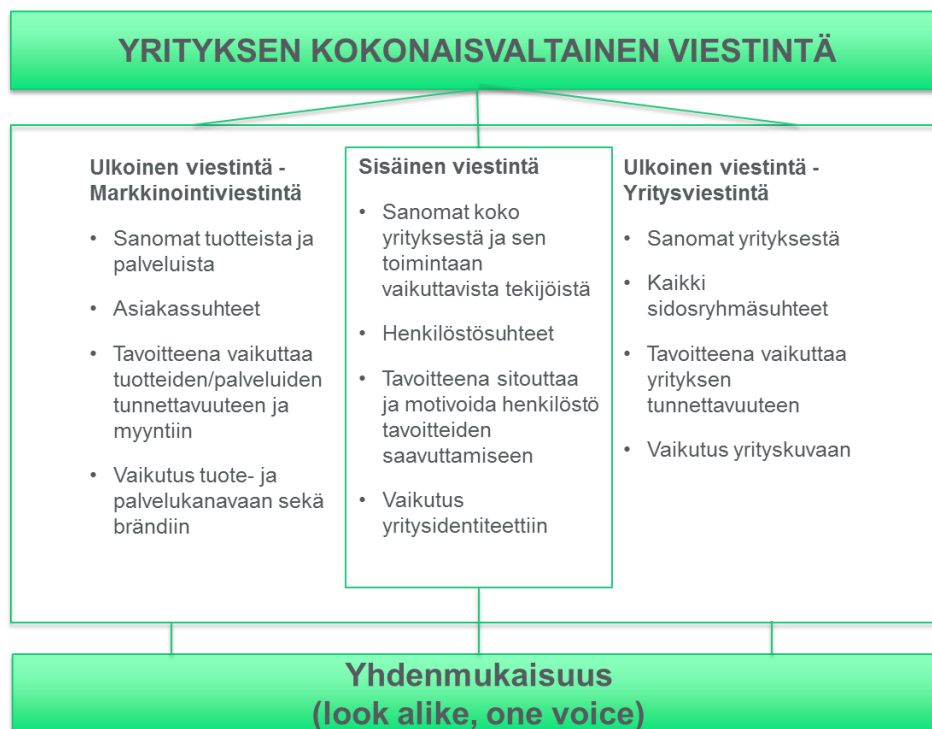 YRITYKSEN KOKONAISVALTAINEN VIESTINTÄ
Ulkoinen viestintä -
Markkinointiviestintä
• Sanomat tuotteista ja
palveluista
• Asiakassuhteet
• Tavoitteena vaikuttaa
tuotteiden/palveluiden
tunnettavuuteen ja
myyntiin
• Vaikutus tuote- ja
palvelukanavaan sekä
brändiin
Sisäinen viestintä
• Sanomat koko
yrityksestä ja sen
toimintaan
vaikuttavista tekijöistä
• Henkilöstösuhteet
• Tavoitteena sitouttaa
ja motivoida henkilöstö
tavoitteiden
saavuttamiseen
• Vaikutus
yritysidentiteettiin
Ulkoinen viestintä -
Yritysviestintä
• Sanomat yrityksestä
• Kaikki
sidosryhmäsuhteet
• Tavoitteena vaikuttaa
yrityksen
tunnettavuuteen
• Vaikutus yrityskuvaan
Yhdenmukaisuus
(look alike, one voice)